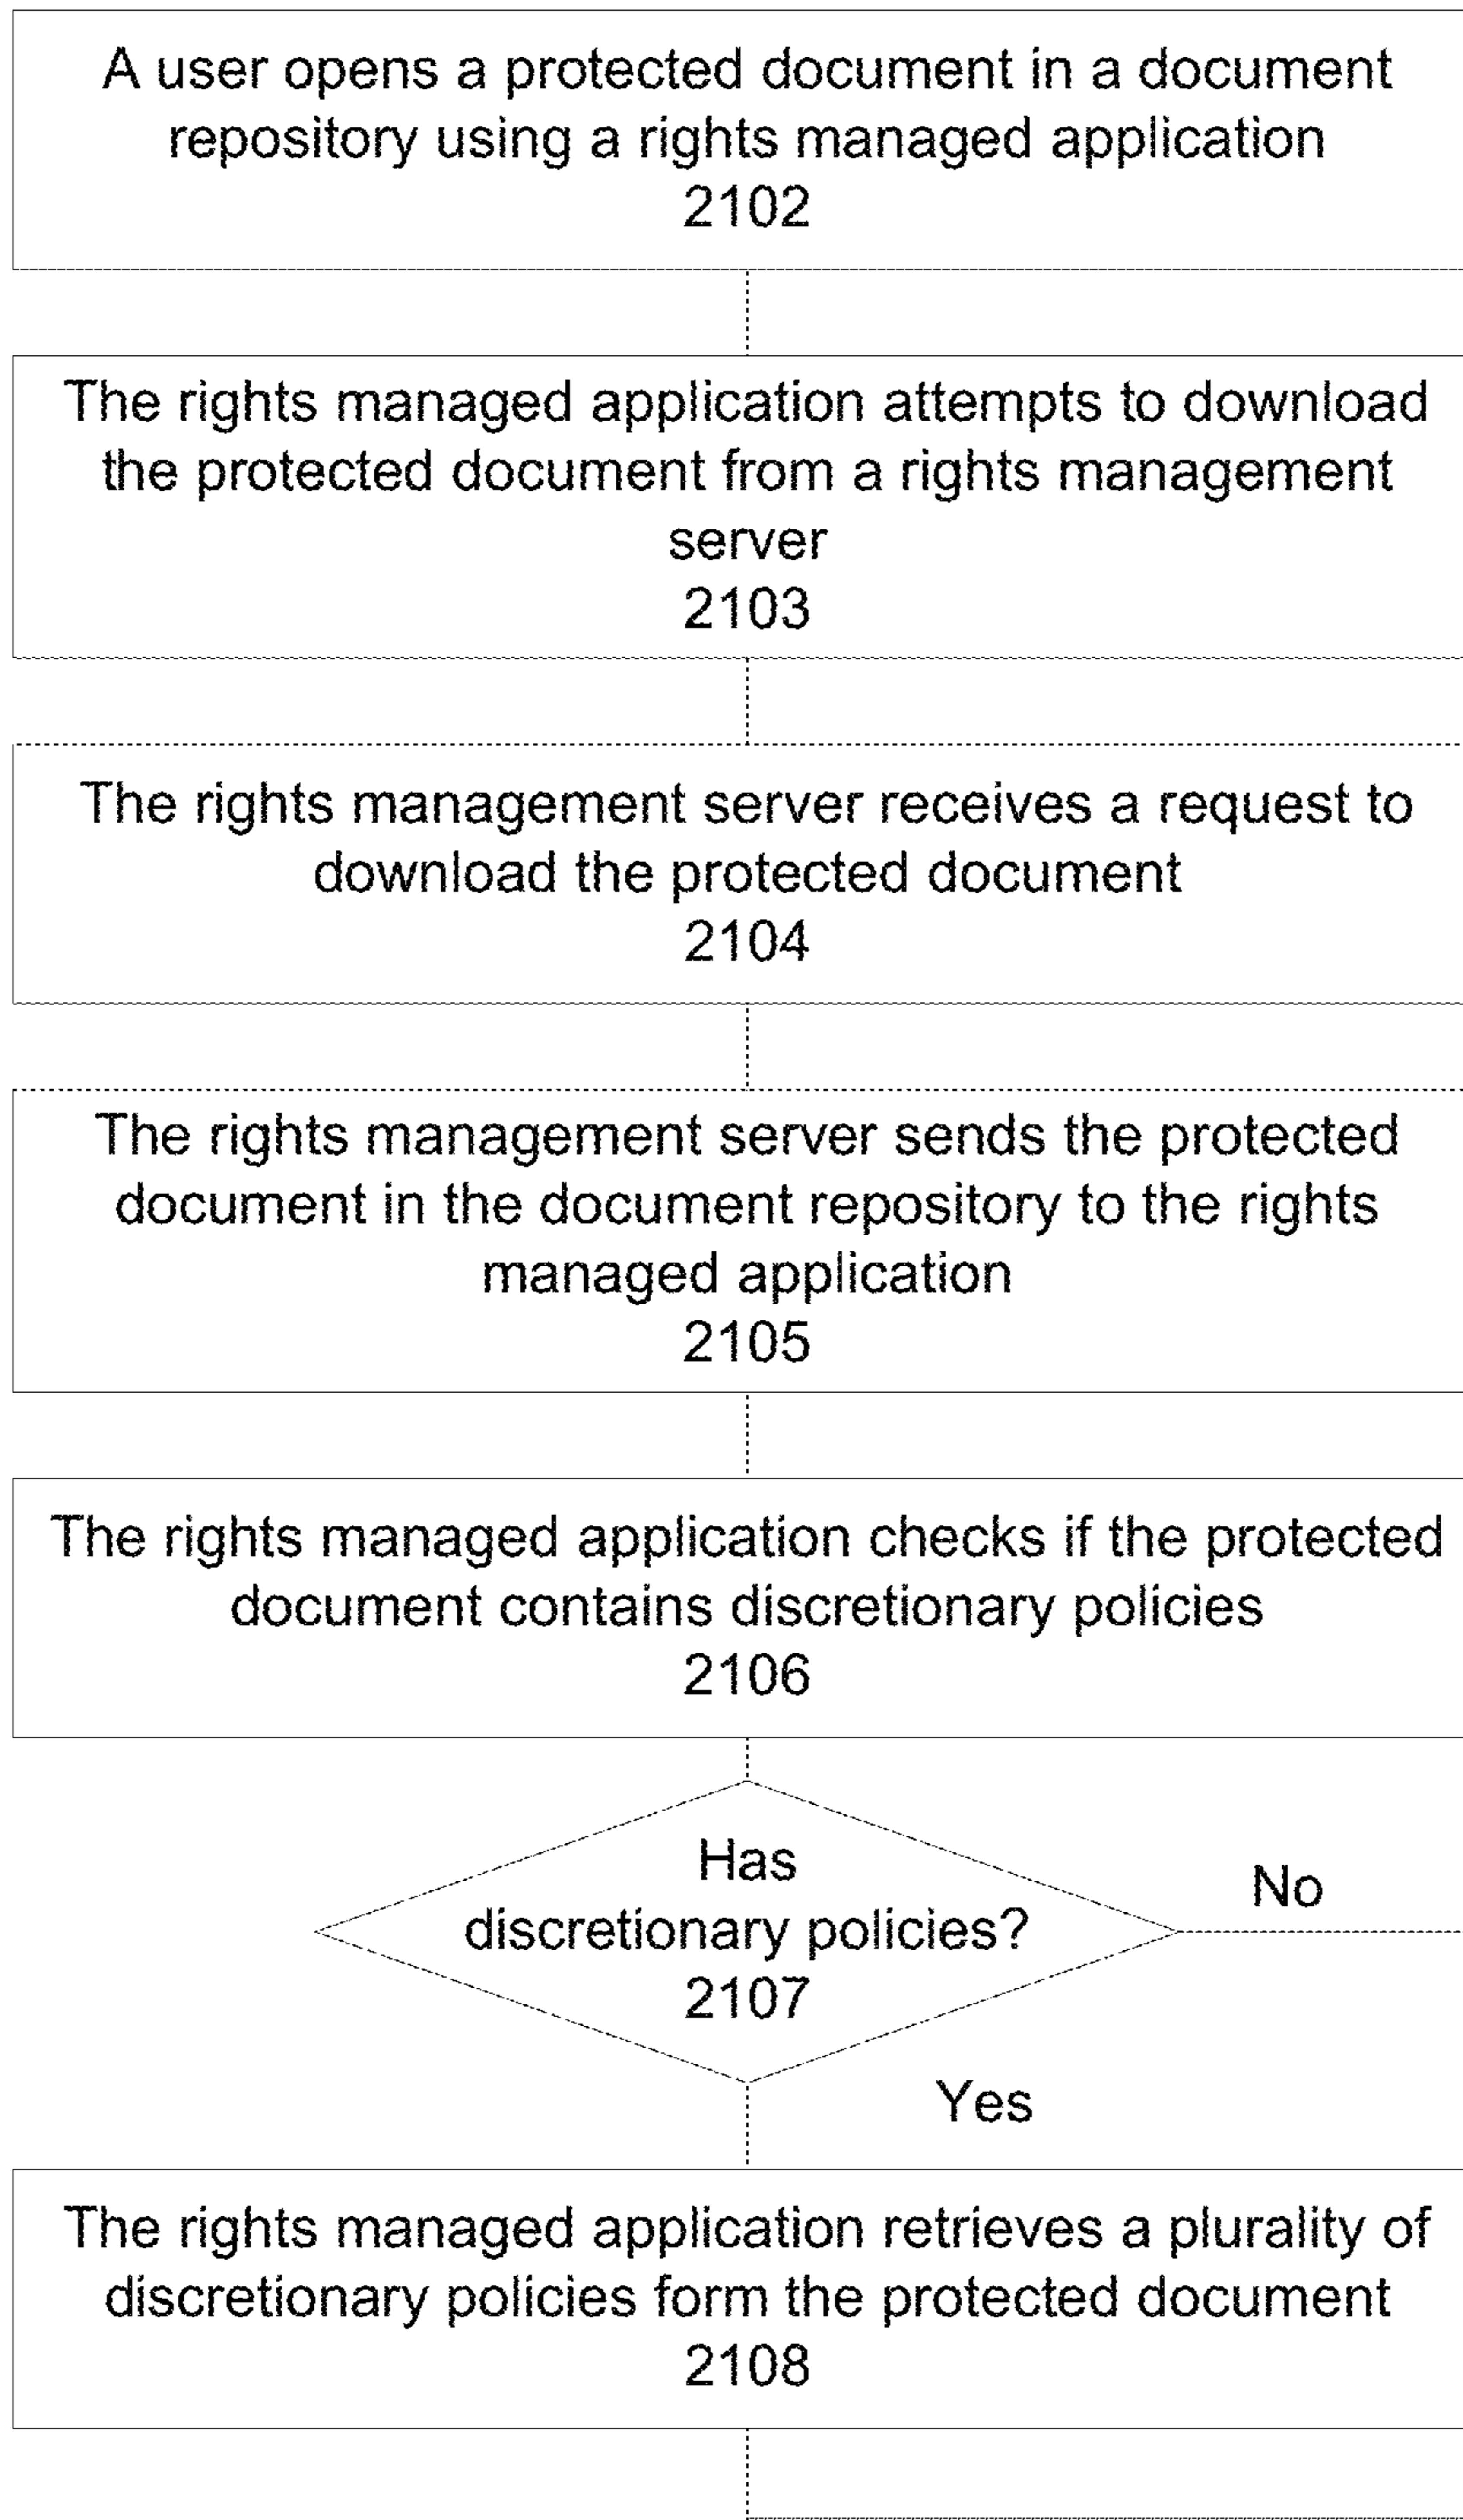 A user opens a protected document in a document
repository using a rights managed application
2102
The rights managed application attempts to download
the protected document from a rights management
server
2103
The rights management server receives a request to
download the protected document
2104
The rights management server sends the protected
document in the document repository to the rights
managed application
2105
The rights managed application checks if the protected
document contains discretionary policies
2106
Has
discretionary policies?
2107
No
Yes
The rights managed application retrieves a plurality of
discretionary policies form the protected document
2108